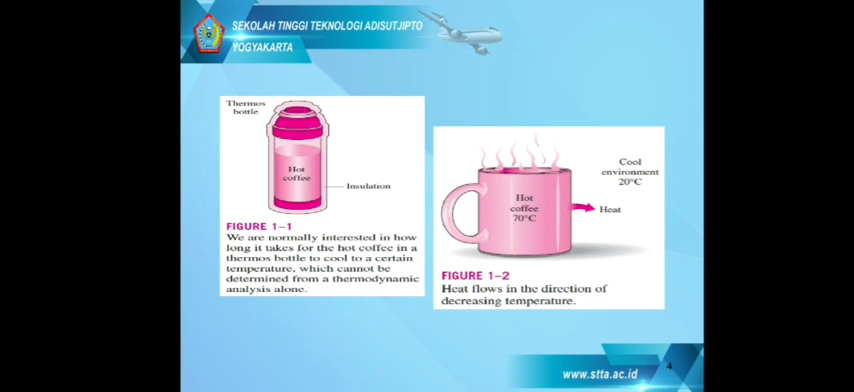 SEKOLAH TINGGI TEKNOLOGI ADISUTJIPTO
YOGYAKARTA
Thermos
bottle
Hot
coffee
Insulation
FIGURE 1–1
We are normally interested in how
long it takes for the hot coffee in a
thermos bottle to cool to a certain
temperature, which cannot be
determined from a thermodynamic
analysis alone.
Cool
environment
20°C
Hot
coffee
70°C
Heat
FIGURE 1–2
Heat flows in the direction of
decreasing temperature.
www.stta.ac.id
4